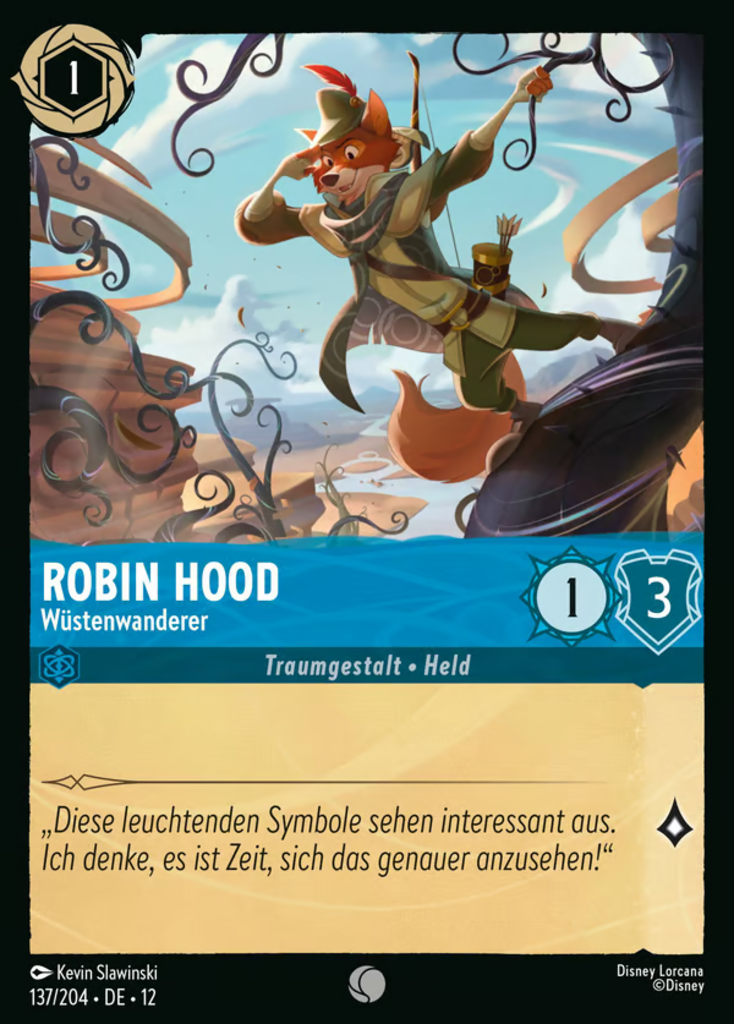 1
ROBIN HOOD
Wüstenwanderer
1 3
Traumgestalt • Held
„Diese leuchtenden Symbole sehen interessant aus.
Ich denke, es ist Zeit, sich das genauer anzusehen!“
Kevin Slawinski
137/204 • DE • 12
Disney Lorcana
©Disney